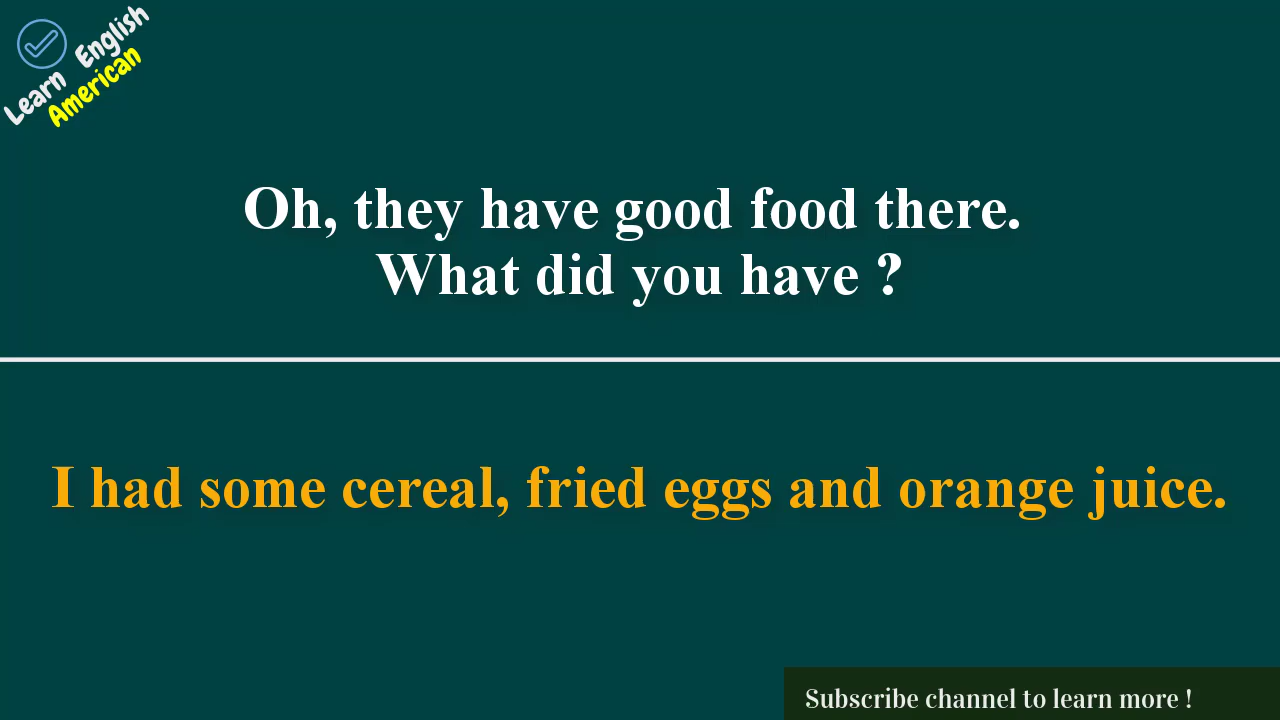 Learn English
American
Oh, they have good food there.
What did you have ?
I had some cereal, fried eggs and orange juice.
Subscribe channel to learn more !